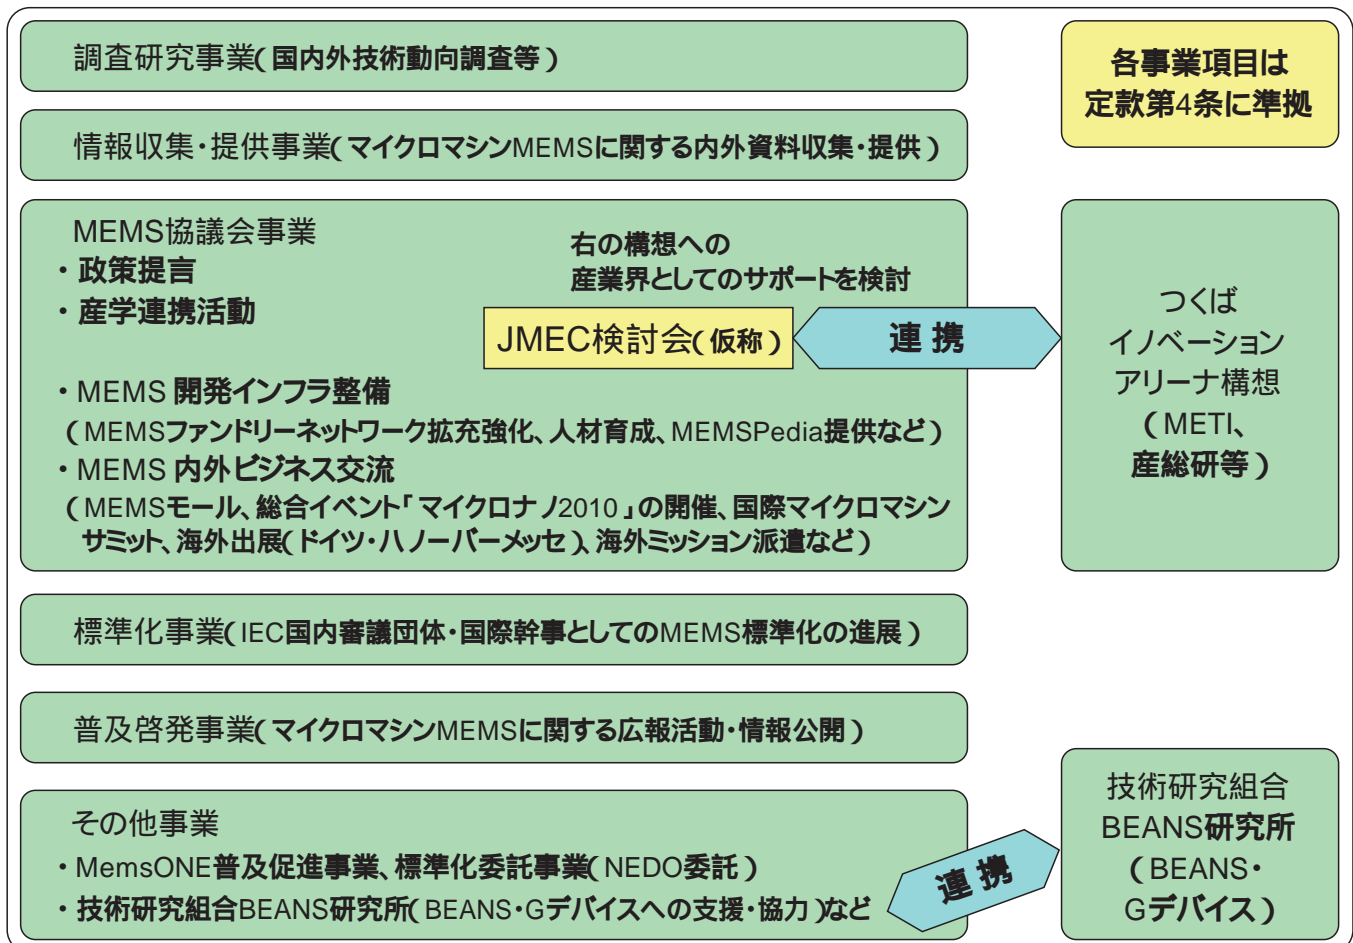 調査研究事業(国内外技術動向調査等)
各事業項目は
定款第4条に準拠
情報収集・提供事業(マイクロマシンMEMSに関する内外資料収集・提供)
MEMS協議会事業
・政策提言
・産学連携活動
右の構想への
産業界としてのサポートを検討
JMEC検討会(仮称)
連 携
・MEMS 開発インフラ整備
(MEMSファンドリーネットワーク拡充強化、人材育成、MEMSPedia提供など)
・MEMS 内外ビジネス交流
(MEMSモール、総合イベント「マイクロナノ2010」の開催、国際マイクロマシン
サミット、海外出展(ドイツ・ハノーバーメッセ)、海外ミッション派遣など)
つくば
イノベーション
アリーナ構想
(METI、
産総研等)
標準化事業(IEC国内審議団体・国際幹事としてのMEMS標準化の進展)
普及啓発事業(マイクロマシンMEMSに関する広報活動・情報公開)
その他事業
・MemsONE普及促進事業、標準化委託事業(NEDO委託)
・技術研究組合BEANS研究所(BEANS・Gデバイスへの支援・協力)など
連 携
技術研究組合
BEANS研究所
(BEANS・
Gデバイス)